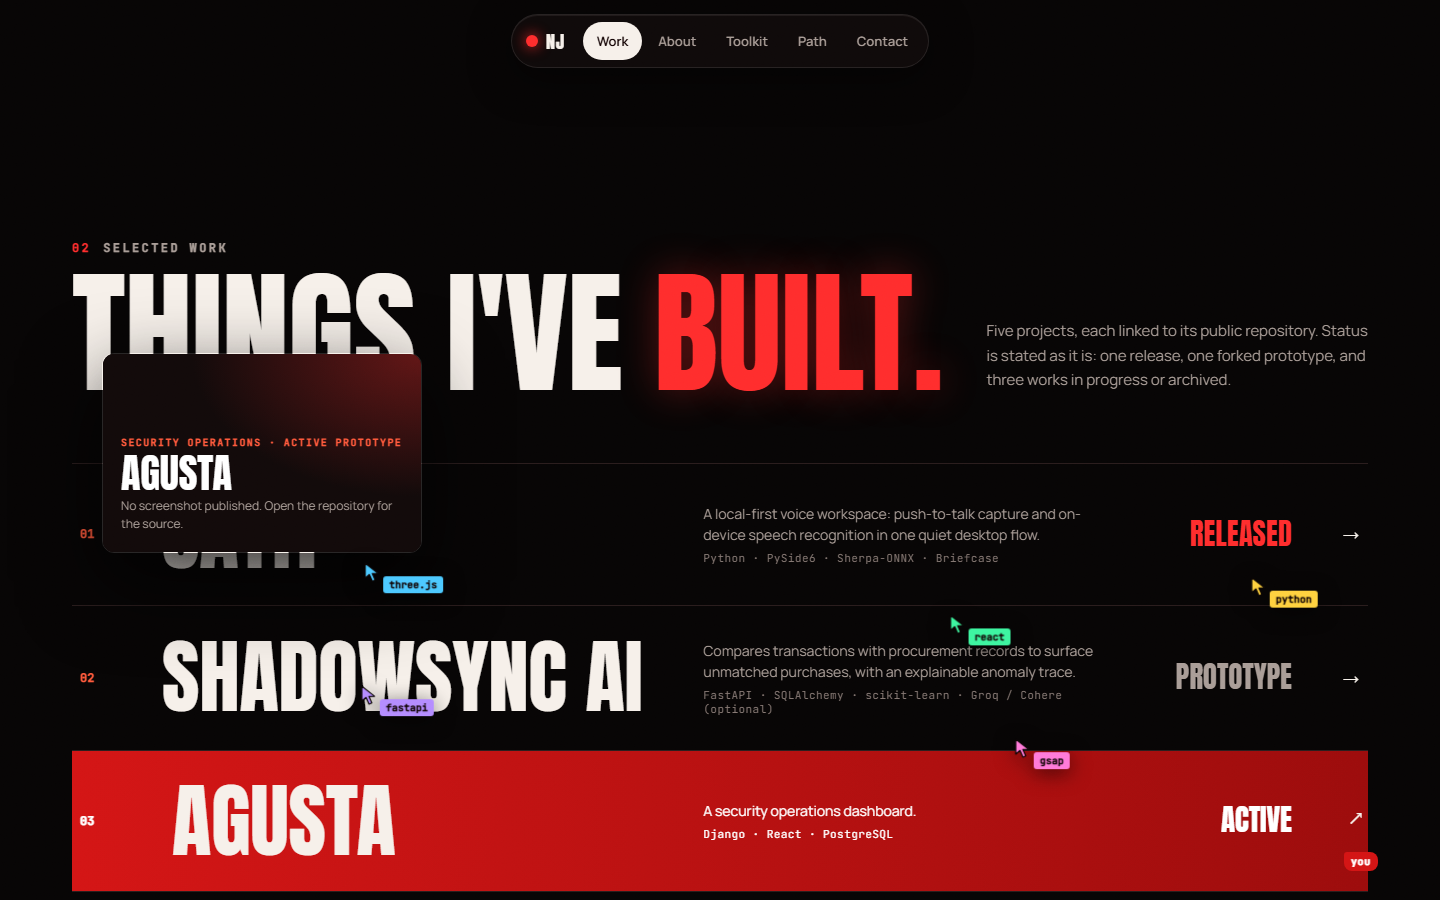 NJ
Work
About
Toolkit
Path
Contact
02 SELECTED WORK
THINGS I'VE BUILT.
Five projects, each linked to its public repository. Status
is stated as it is: one release, one forked prototype, and
three works in progress or archived.
SECURITY OPERATIONS · ACTIVE PROTOTYPE
AGUSTA
No screenshot published. Open the repository for
the source.
01
A local-first voice workspace: push-to-talk capture and on-
device speech recognition in one quiet desktop flow.
Python · PySide6 · Sherpa-ONNX · Briefcase
RELEASED
→
three.js
python
react
02
SHADOWSYNC AI
Compares transactions with procurement records to surface
unmatched purchases, with an explainable anomaly trace.
FastAPI · SQLAlchemy · scikit-learn · Groq / Cohere
(optional)
PROTOTYPE
→
fastapi
gsap
03
AGUSTA
A security operations dashboard.
Django · React · PostgreSQL
ACTIVE
↗
you